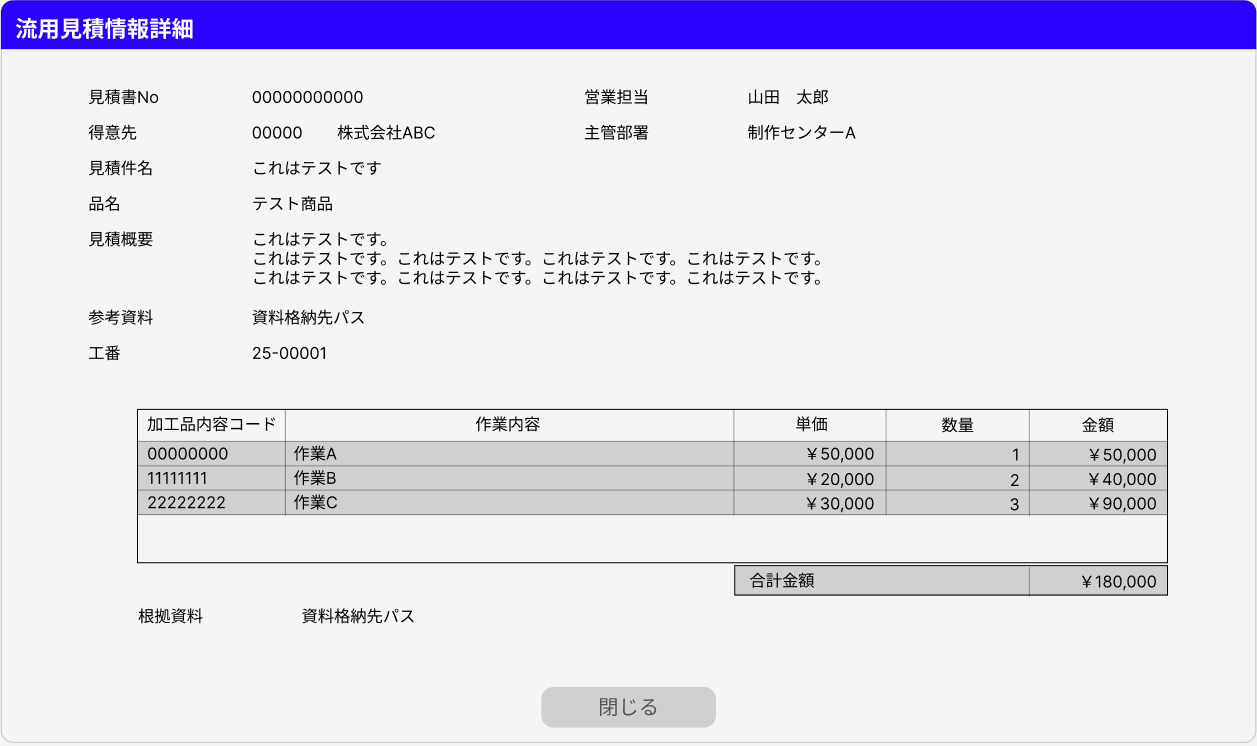 流用見積情報詳細
見積書No 00000000000 営業担当 山田　太郎
得意先 00000 株式会社ABC 主管部署 制作センターA
見積件名 これはテストです
品名 テスト商品
見積概要 これはテストです。
これはテストです。これはテストです。これはテストです。これはテストです。
これはテストです。これはテストです。これはテストです。これはテストです。
参考資料 資料格納先パス
工番 25-00001
加工品内容コード 作業内容 単価 数量 金額
00000000 作業A ￥50,000 1 ￥50,000
11111111 作業B ￥20,000 2 ￥40,000
22222222 作業C ￥30,000 3 ￥90,000
合計金額 ￥180,000
根拠資料 資料格納先パス
閉じる